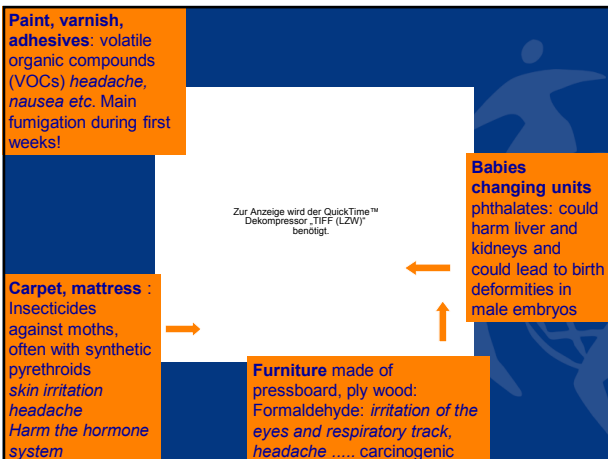 Paint, varnish,
adhesives: volatile
organic compounds
(VOCs) headache,
nausea etc. Main
fumigation during first
weeks!
Zur Anzeige wird der QuickTime™
Dekompressor „TIFF (LZW)“
benötigt.
Babies
changing units
phthalates: could
harm liver and
kidneys and
could lead to birth
deformities in
male embryos
Carpet, mattress :
Insecticides
against moths,
often with synthetic
pyrethroids
skin irritation
headache
Harm the hormone
system
Furniture made of
pressboard, ply wood:
Formaldehyde: irritation of the
eyes and respiratory track,
headache ..... carcinogenic